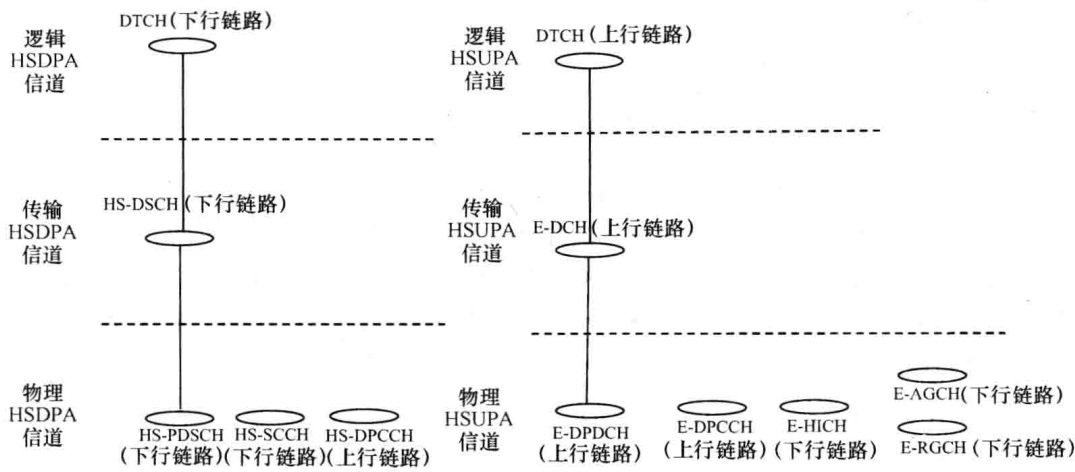 DTCH(下行链路)
逻辑
HSDPA
信道
HS-DSCH(下行链路)
传输
HSDPA
信道
物理
HSDPA
信道
HS-PDSCH
(下行链路)
HS-SCCH
(下行链路)
HS-DPCCH
(上行链路)
DTCH(上行链路)
逻辑
HSUPA
信道
E-DCH(上行链路)
传输
HSUPA
信道
物理
HSUPA
信道
E-DPDCH
(上行链路)
E-DPCCH
(上行链路)
E-HICH
(下行链路)
E-AGCH(下行链路)
E-RGCH (下行链路)